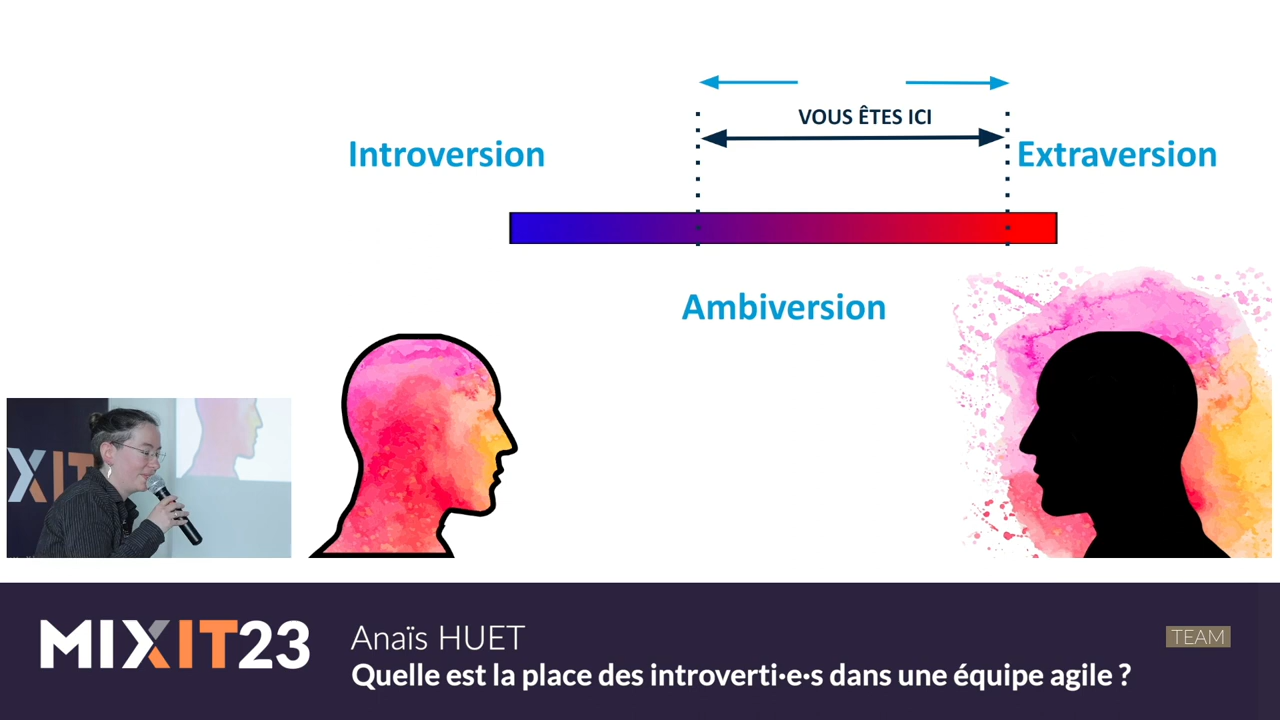 VOUS ÊTES ICI
Introversion
Extraversion
Ambiversion
XIT
MIXIT23
Anaïs HUET
TEAM
Quelle est la place des introverti·e·s dans une équipe agile ?